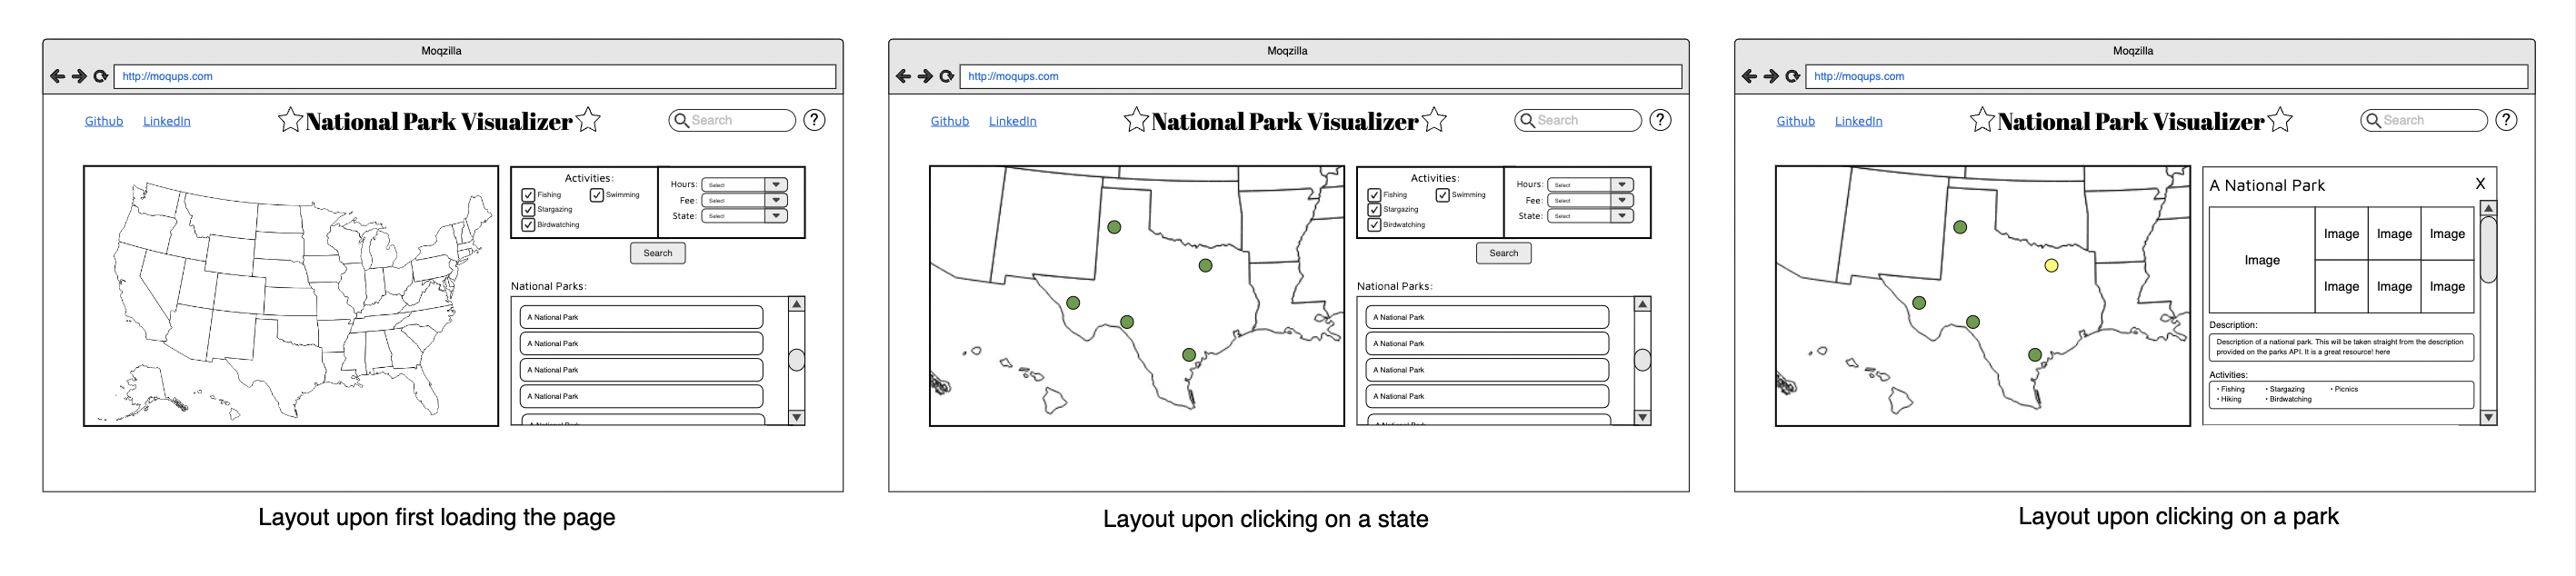 Moqzilla
http://moqups.com
Github LinkedIn National Park Visualizer Search ?
Activities:
Fishing Swimming
Stargazing
Birdwatching
Hours: Select
Fee: Select
State: Select
Search
National Parks:
A National Park
A National Park
A National Park
A National Park
A National Park
Layout upon first loading the page
Moqzilla
http://moqups.com
Github LinkedIn National Park Visualizer Search ?
Activities:
Fishing Swimming
Stargazing
Birdwatching
Hours: Select
Fee: Select
State: Select
Search
National Parks:
A National Park
A National Park
A National Park
A National Park
A National Park
Layout upon clicking on a state
Moqzilla
http://moqups.com
Github LinkedIn National Park Visualizer Search ?
A National Park X
Image Image Image Image
Image Image Image
Description:
Description of a national park. This will be taken straight from the description
provided on the parks API. It is a great resource! here
Activities:
· Fishing · Stargazing · Picnics
· Hiking · Birdwatching
Layout upon clicking on a park